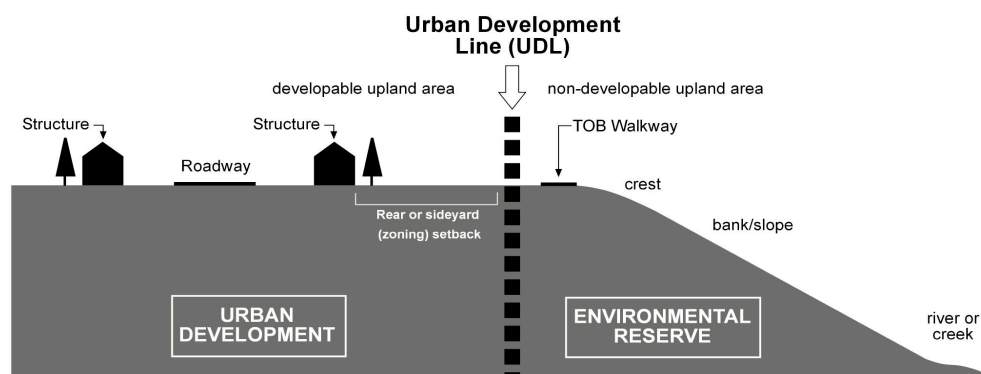 Urban Development
Line (UDL)
developable upland area
non-developable upland area
Structure
Structure
TOB Walkway
Roadway
crest
Rear or sideyard
(zoning) setback
bank/slope
URBAN
DEVELOPMENT
ENVIRONMENTAL
RESERVE
river or
creek